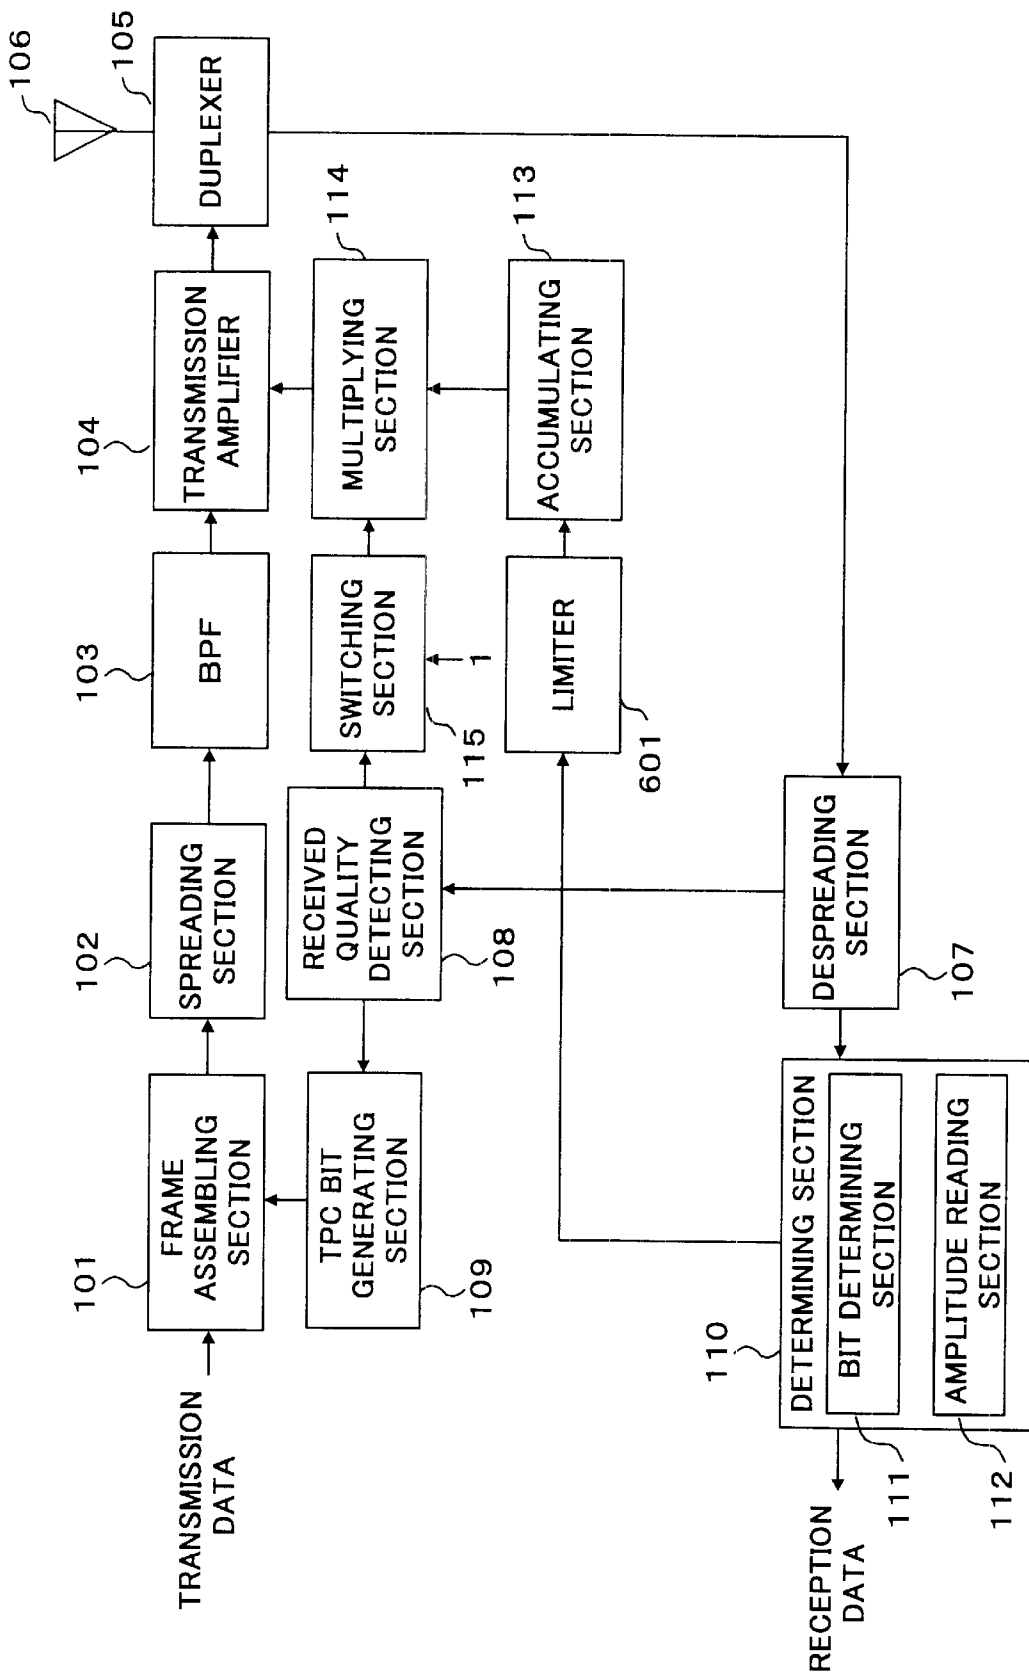 106
105
DUPLEXER
104
TRANSMISSION
AMPLIFIER
114
MULTIPLYING
SECTION
113
ACCUMULATING
SECTION
103
BPF
SWITCHING
SECTION
115
1
LIMITER
601
102
SPREADING
SECTION
RECEIVED
QUALITY
DETECTING
SECTION
108
DESPREADING
SECTION
107
101
FRAME
ASSEMBLING
SECTION
TPC BIT
GENERATING
SECTION
109
110
DETERMINING SECTION
BIT DETERMINING
SECTION
111
AMPLITUDE READING
SECTION
112
TRANSMISSION
DATA
RECEPTION
DATA